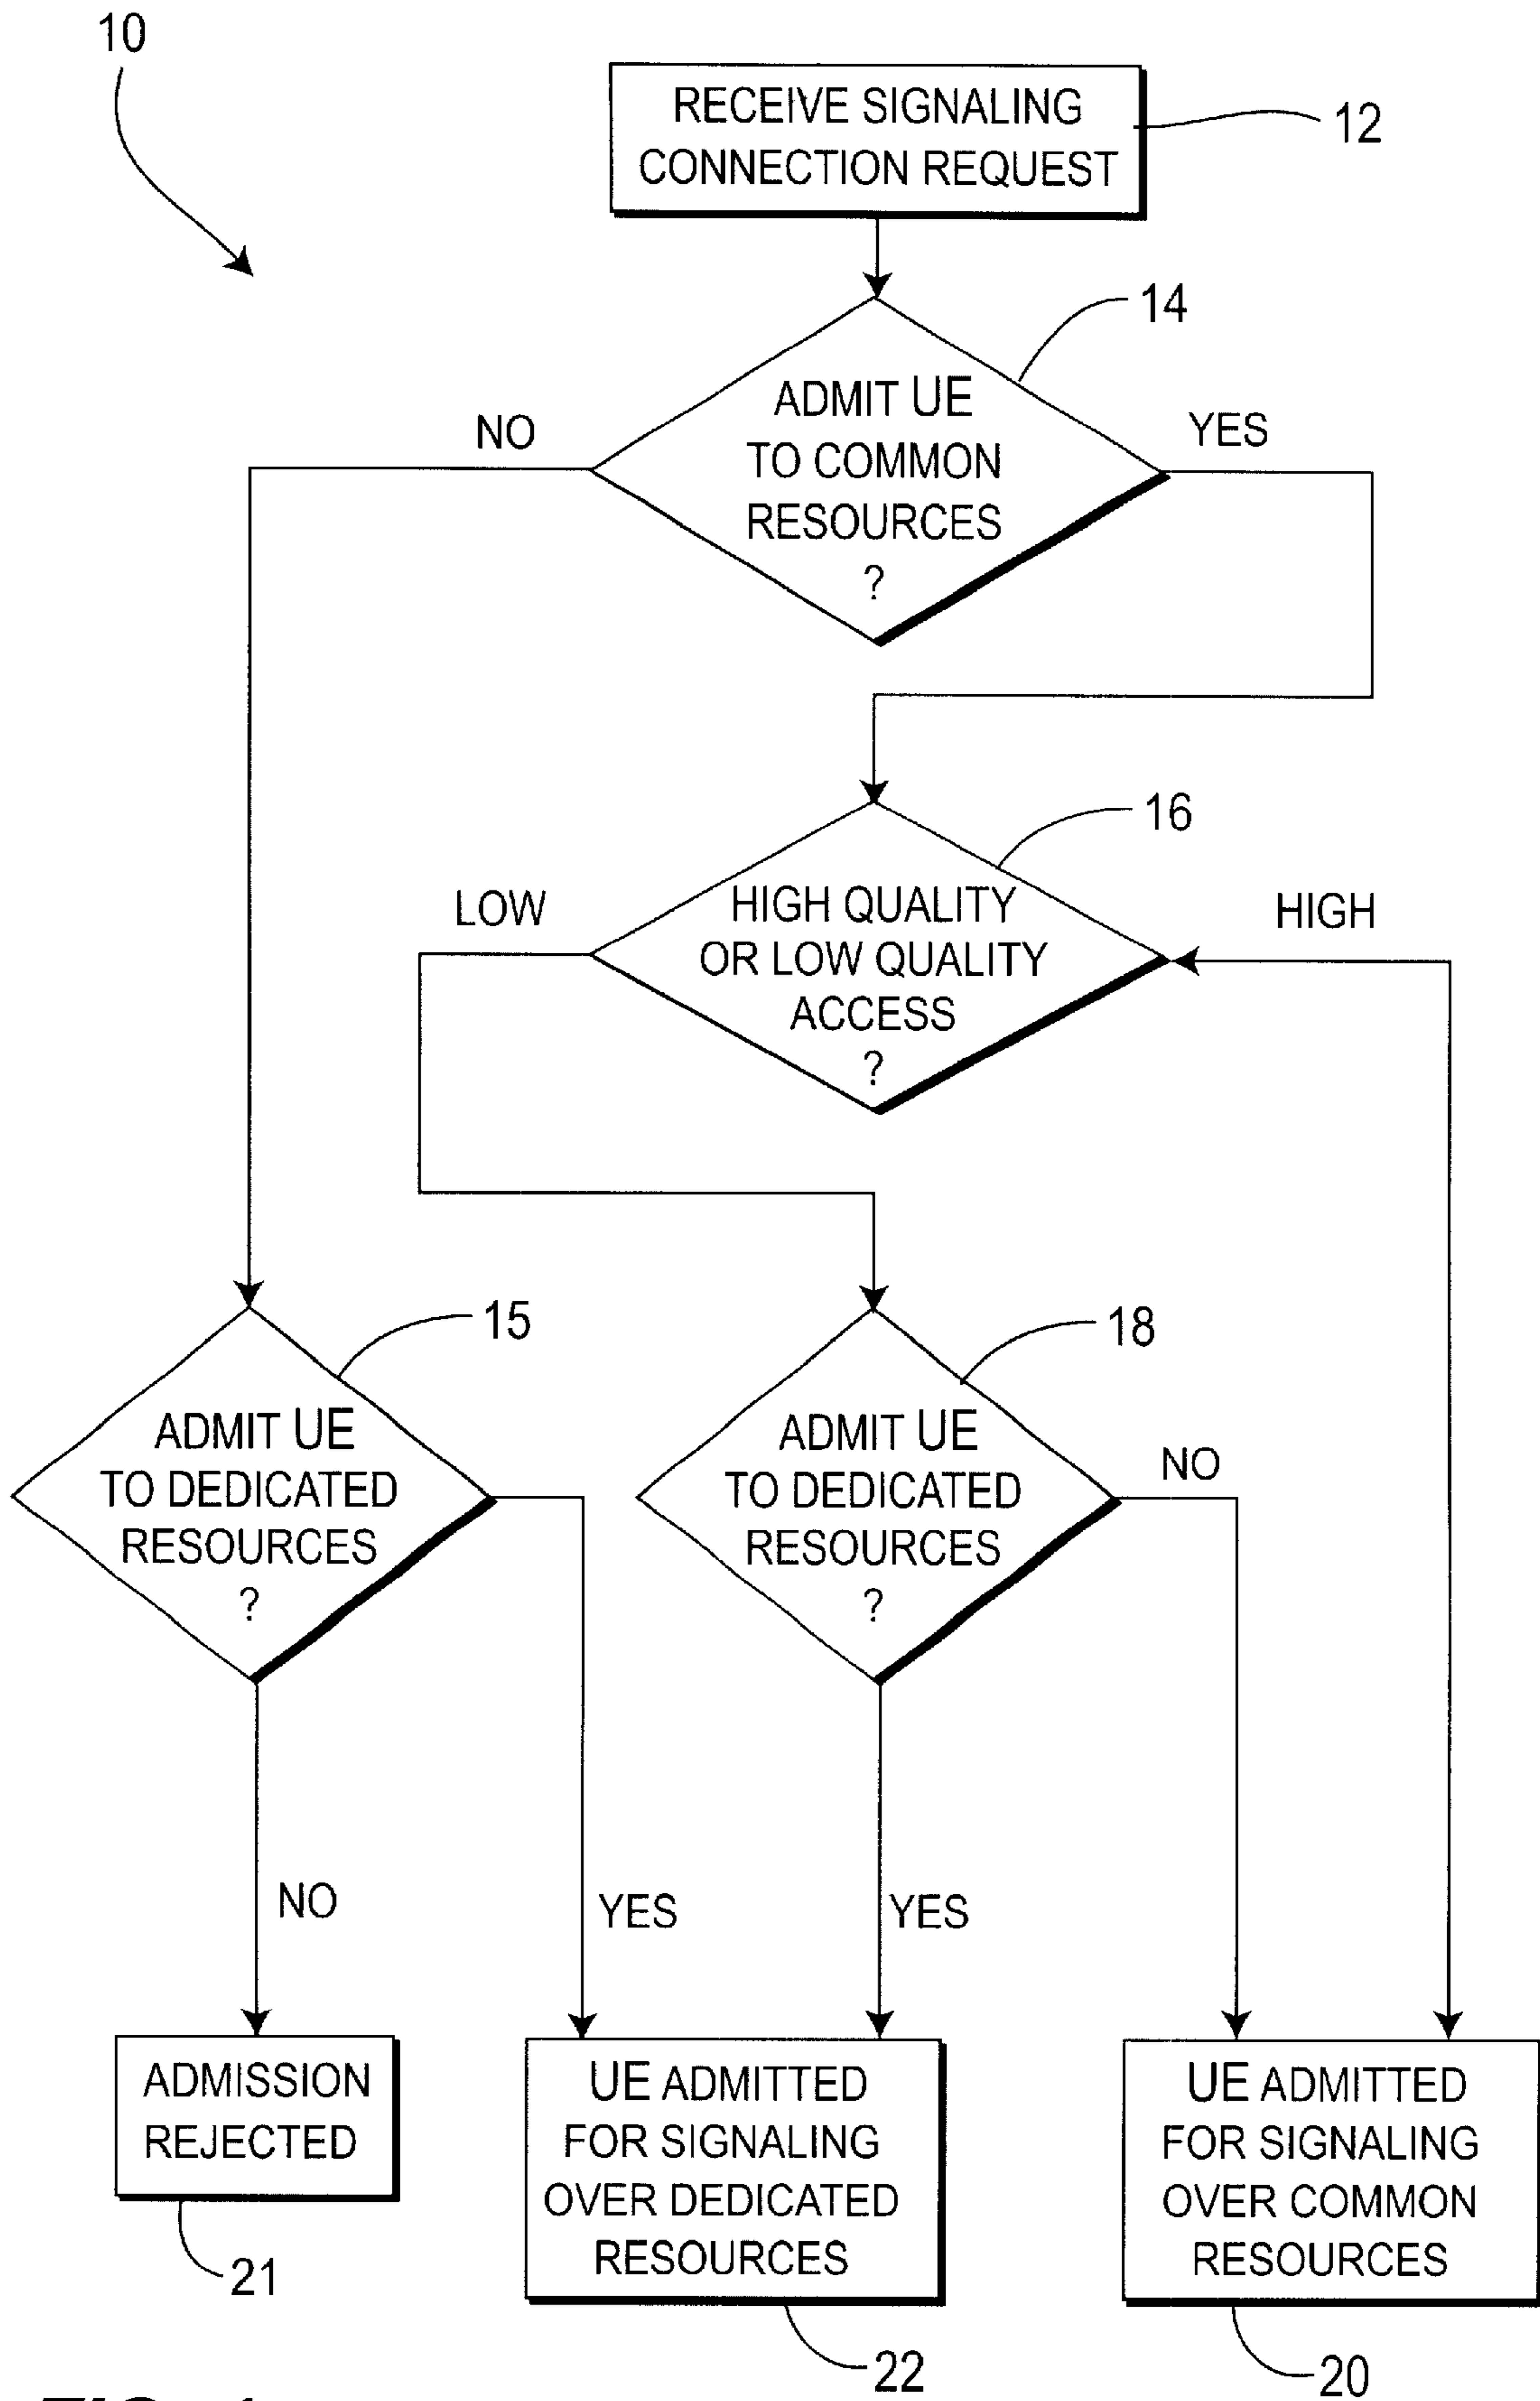 10
RECEIVE SIGNALING
CONNECTION REQUEST
12
14
ADMIT UE
TO COMMON
RESOURCES
?
NO
YES
16
HIGH QUALITY
OR LOW QUALITY
ACCESS
?
LOW
HIGH
15
ADMIT UE
TO DEDICATED
RESOURCES
?
18
ADMIT UE
TO DEDICATED
RESOURCES
?
NO
NO
YES
YES
ADMISSION
REJECTED
21
UE ADMITTED
FOR SIGNALING
OVER DEDICATED
RESOURCES
22
UE ADMITTED
FOR SIGNALING
OVER COMMON
RESOURCES
20